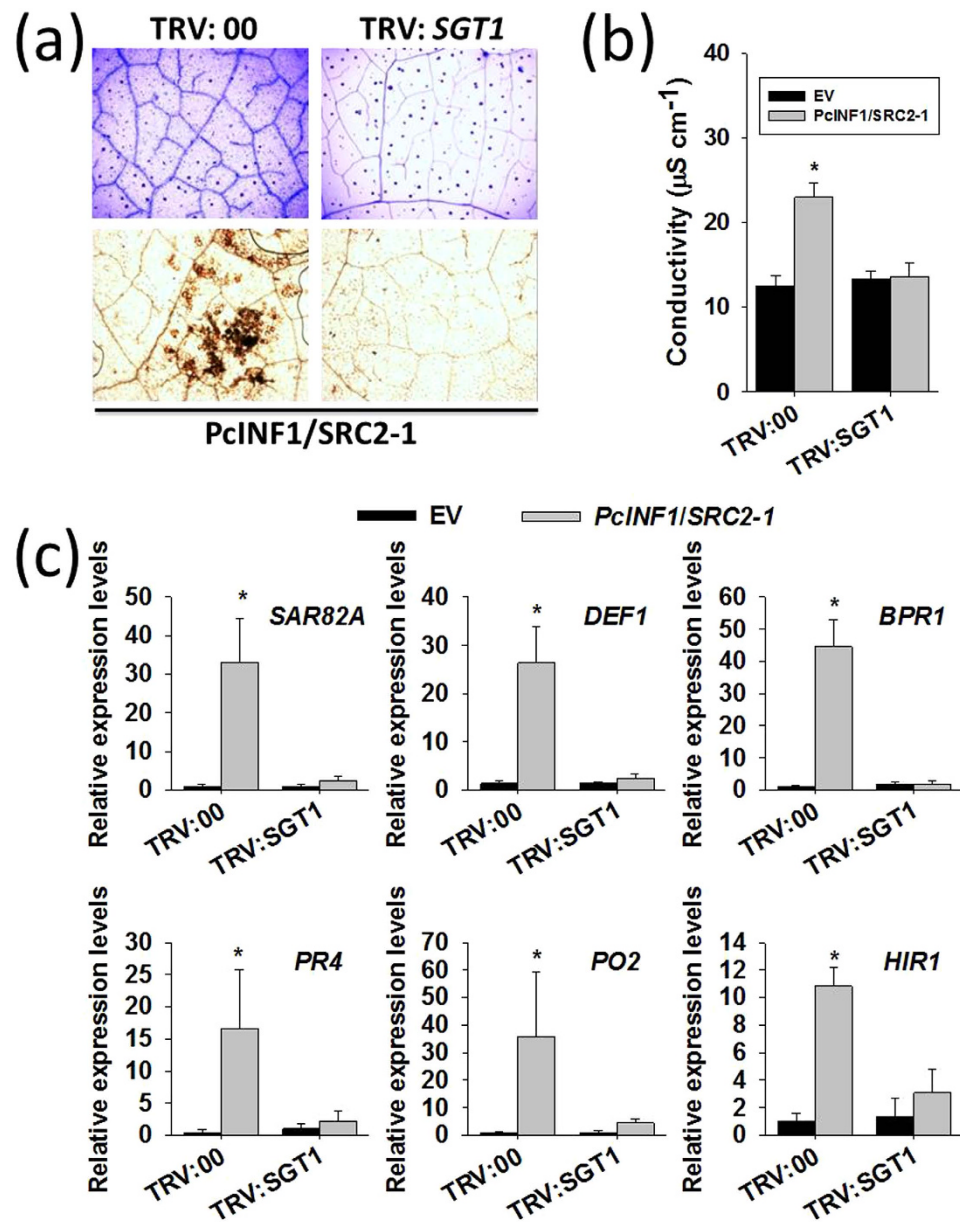 (a)
TRV: 00
TRV: SGT1
PcINF1/SRC2-1
(b)
Conductivity (µS cm-1)
40
30
20
10
0
EV
PcINF1/SRC2-1
*
TRV:00
TRV:SGT1
(c)
EV
PcINF1/SRC2-1
Relative expression levels
50
40
30
20
10
0
*
SAR82A
TRV:00
TRV:SGT1
Relative expression levels
40
30
20
10
0
*
DEF1
TRV:00
TRV:SGT1
Relative expression levels
60
50
40
30
20
10
0
*
BPR1
TRV:00
TRV:SGT1
Relative expression levels
30
25
20
15
10
5
0
*
PR4
TRV:00
TRV:SGT1
Relative expression levels
70
60
50
40
30
20
10
0
*
PO2
TRV:00
TRV:SGT1
Relative expression levels
14
12
10
8
6
4
2
0
*
HIR1
TRV:00
TRV:SGT1